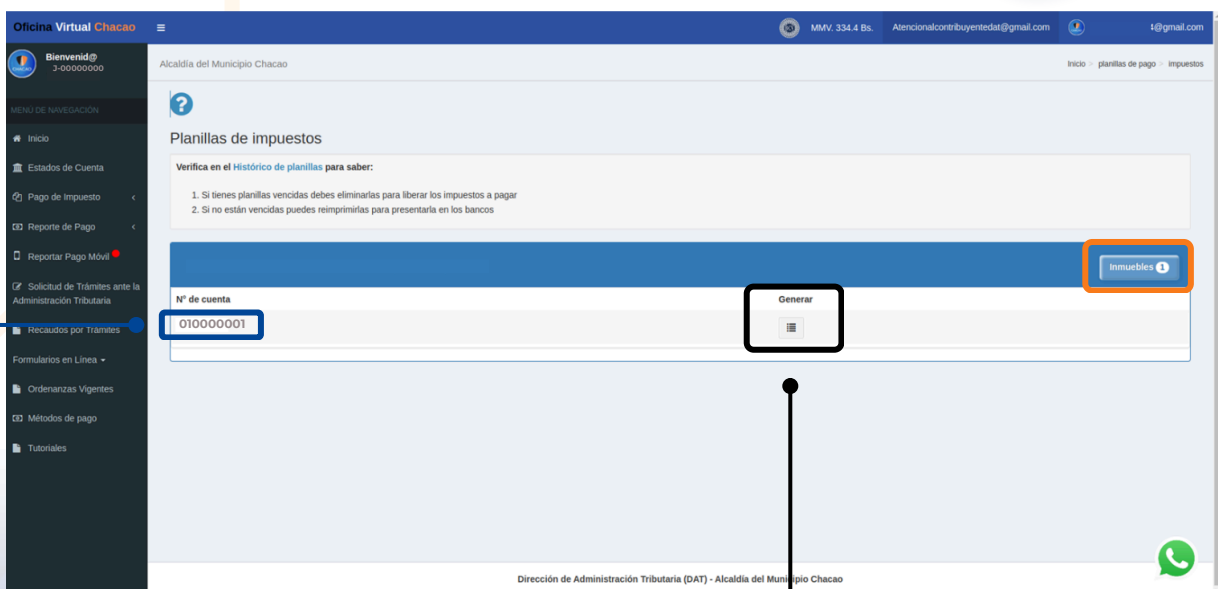 Oficina Virtual Chacao
MMV. 334.4 Bs.
Atencionalcontribuyentedat@gmail.com
t@gmail.com
Bienvenid@
J-00000000
Alcaldía del Municipio Chacao
Inicio > planillas de pago > impuestos
MENÚ DE NAVEGACIÓN
Inicio
Estados de Cuenta
Pago de Impuesto
Reporte de Pago
Reportar Pago Móvil
Solicitud de Trámites ante la
Administración Tributaria
Recaudos por Trámites
Formularios en Línea
Ordenanzas Vigentes
Métodos de pago
Tutoriales
Planillas de impuestos
Verifica en el Histórico de planillas para saber:
1. Si tienes planillas vencidas debes eliminarlas para liberar los impuestos a pagar
2. Si no están vencidas puedes reimprimirlas para presentarla en los bancos
Inmuebles 1
N° de cuenta
Generar
010000001
Dirección de Administración Tributaria (DAT) - Alcaldía del Municipio Chacao